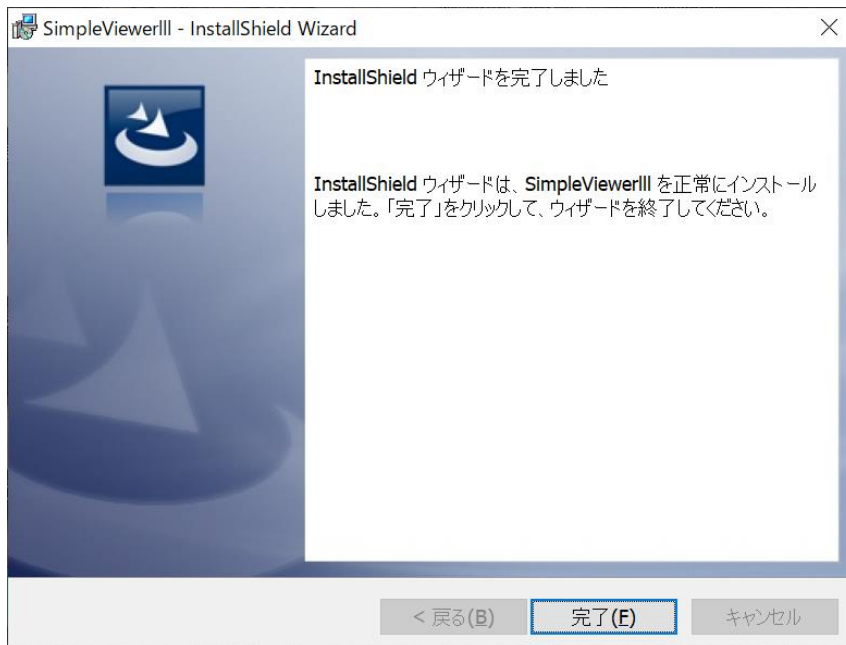 SimpleViewerlll - InstallShield Wizard
InstallShield ウィザードを完了しました
InstallShield ウィザードは、SimpleViewerlll を正常にインストール
しました。「完了」をクリックして、ウィザードを終了してください。
< 戻る(B) 完了(F) キャンセル